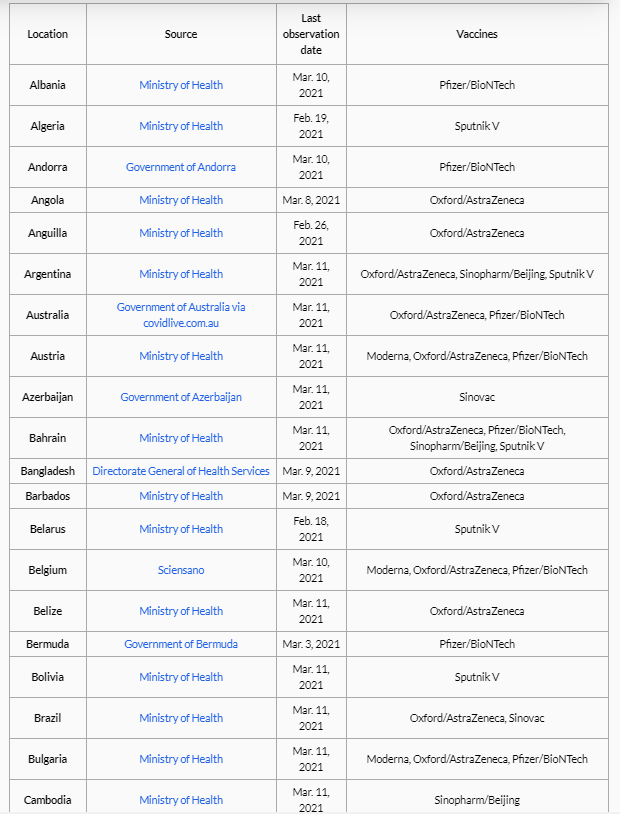 Location Source Last observation date Vaccines
Albania Ministry of Health Mar. 10, 2021 Pfizer/BioNTech
Algeria Ministry of Health Feb. 19, 2021 Sputnik V
Andorra Government of Andorra Mar. 10, 2021 Pfizer/BioNTech
Angola Ministry of Health Mar. 8, 2021 Oxford/AstraZeneca
Anguilla Ministry of Health Feb. 26, 2021 Oxford/AstraZeneca
Argentina Ministry of Health Mar. 11, 2021 Oxford/AstraZeneca, Sinopharm/Beijing, Sputnik V
Australia Government of Australia via covidlive.com.au Mar. 11, 2021 Oxford/AstraZeneca, Pfizer/BioNTech
Austria Ministry of Health Mar. 11, 2021 Moderna, Oxford/AstraZeneca, Pfizer/BioNTech
Azerbaijan Government of Azerbaijan Mar. 11, 2021 Sinovac
Bahrain Ministry of Health Mar. 11, 2021 Oxford/AstraZeneca, Pfizer/BioNTech, Sinopharm/Beijing, Sputnik V
Bangladesh Directorate General of Health Services Mar. 9, 2021 Oxford/AstraZeneca
Barbados Ministry of Health Mar. 9, 2021 Oxford/AstraZeneca
Belarus Ministry of Health Feb. 18, 2021 Sputnik V
Belgium Sciensano Mar. 10, 2021 Moderna, Oxford/AstraZeneca, Pfizer/BioNTech
Belize Ministry of Health Mar. 11, 2021 Oxford/AstraZeneca
Bermuda Government of Bermuda Mar. 3, 2021 Pfizer/BioNTech
Bolivia Ministry of Health Mar. 11, 2021 Sputnik V
Brazil Ministry of Health Mar. 11, 2021 Oxford/AstraZeneca, Sinovac
Bulgaria Ministry of Health Mar. 11, 2021 Moderna, Oxford/AstraZeneca, Pfizer/BioNTech
Cambodia Ministry of Health Mar. 11, 2021 Sinopharm/Beijing